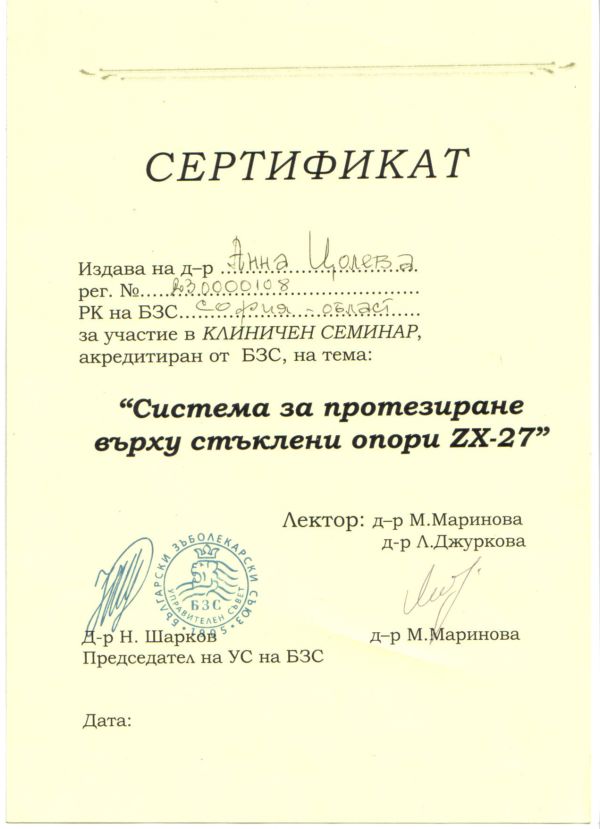 СЕРТИФИКАТ
Издава на д–р Анна Цолева
рег. №230000108
РК на БЗС София - област
за участие в КЛИНИЧЕН СЕМИНАР,
акредитиран от БЗС, на тема:
“Система за протезиране
върху стъклени опори ZX-27”
Лектор: д–р М.Маринова
д-р Л.Джуркова
БЪЛГАРСКИ ЗЪБОЛЕКАРСКИ СЪЮЗ
БЗС
УПРАВИТЕЛЕН СЪВЕТ
1905
Д-р Н. Шарков
д–р М.Маринова
Председател на УС на БЗС
Дата: